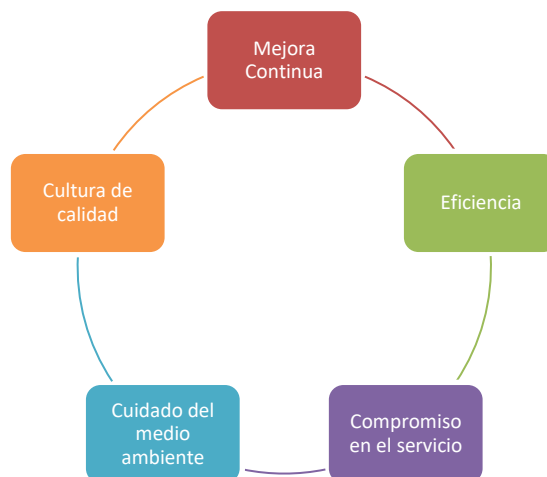 Mejora
Continua
Eficiencia
Compromiso
en el servicio
Cuidado del
medio
ambiente
Cultura de
calidad